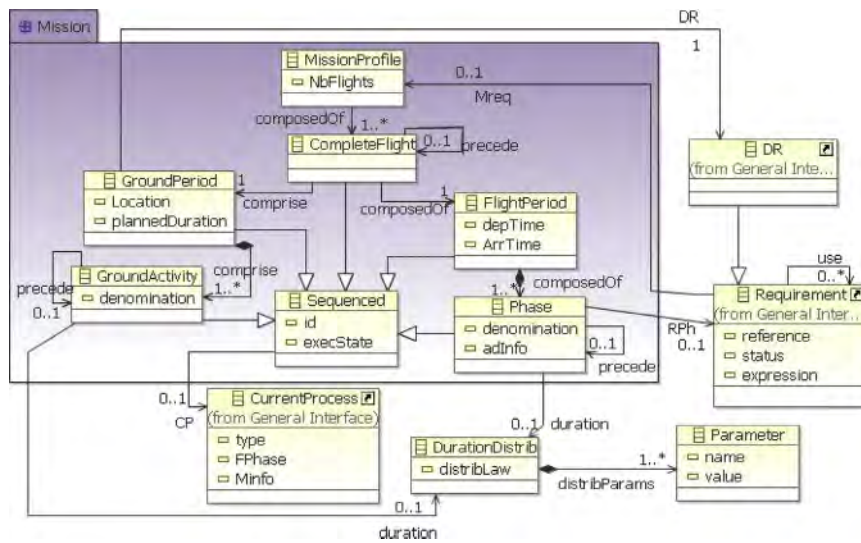 Mission
DR
1
MissionProfile
NbFlights
0..1
Mreq
composedOf
1..*
CompleteFlight
0..1
precede
DR
(from General Inte...
GroundPeriod
Location
plannedDuration
1
comprise
composedOf
1
FlightPeriod
depTime
ArrTime
use
0..*
comprise
1..*
GroundActivity
denomination
precede
0..1
composedOf
1..*
Sequenced
id
execState
Phase
denomination
adInfo
0..1
precede
RPh
0..1
Requirement
(from General Inter...
reference
status
expression
0..1
CP
CurrentProcess
(from General Interface)
type
FPhase
Minfo
0..1
duration
DurationDistrib
distribLaw
1..*
distribParams
Parameter
name
value
0..1
duration